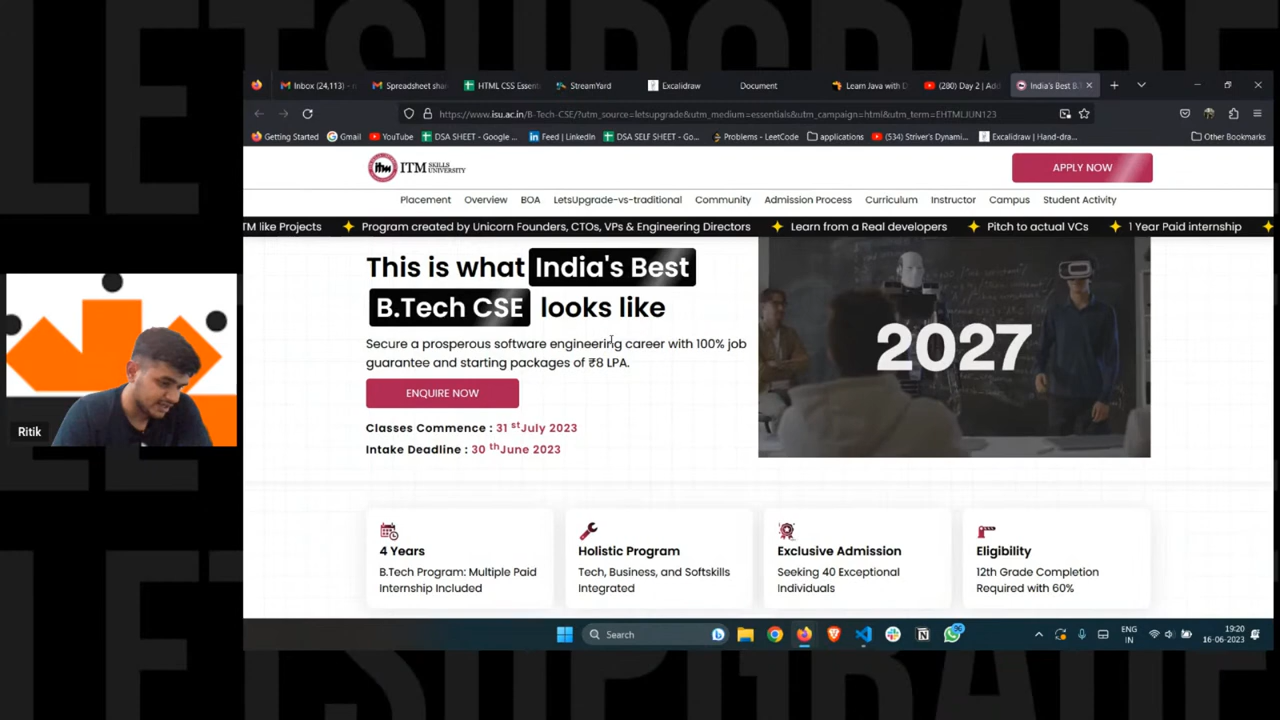 LETSUPGRADE
Inbox (24,113) -
Spreadsheet sha
HTML CSS Essen
StreamYard
Excalidraw
Document
Learn Java with D
(280) Day 2 | Add
India's Best B.T
https://www.isu.ac.in/B-Tech-CSE/?utm_source=letsupgrade&utm_medium=essentials&utm_campaign=html&utm_term=EHTMLJUN123
Getting Started
Gmail
YouTube
DSA SHEET - Google ...
Feed | LinkedIn
DSA SELF SHEET - Go...
Problems - LeetCode
applications
(534) Striver's Dynami...
Excalidraw | Hand-dra...
Other Bookmarks
itm ITM SKILLS UNIVERSITY
APPLY NOW
Placement
Overview
BOA
LetsUpgrade-vs-traditional
Community
Admission Process
Curriculum
Instructor
Campus
Student Activity
TM like Projects
Program created by Unicorn Founders, CTOs, VPs & Engineering Directors
Learn from a Real developers
Pitch to actual VCs
1 Year Paid internship
This is what India's Best
B.Tech CSE looks like
Secure a prosperous software engineering career with 100% job
guarantee and starting packages of ₹8 LPA.
ENQUIRE NOW
Classes Commence : 31 st July 2023
Intake Deadline : 30 th June 2023
2027
4 Years
B.Tech Program: Multiple Paid
Internship Included
Holistic Program
Tech, Business, and Softskills
Integrated
Exclusive Admission
Seeking 40 Exceptional
Individuals
Eligibility
12th Grade Completion
Required with 60%
Ritik
Search
ENG
IN
19:20
16-06-2023
LETSUPGRADE